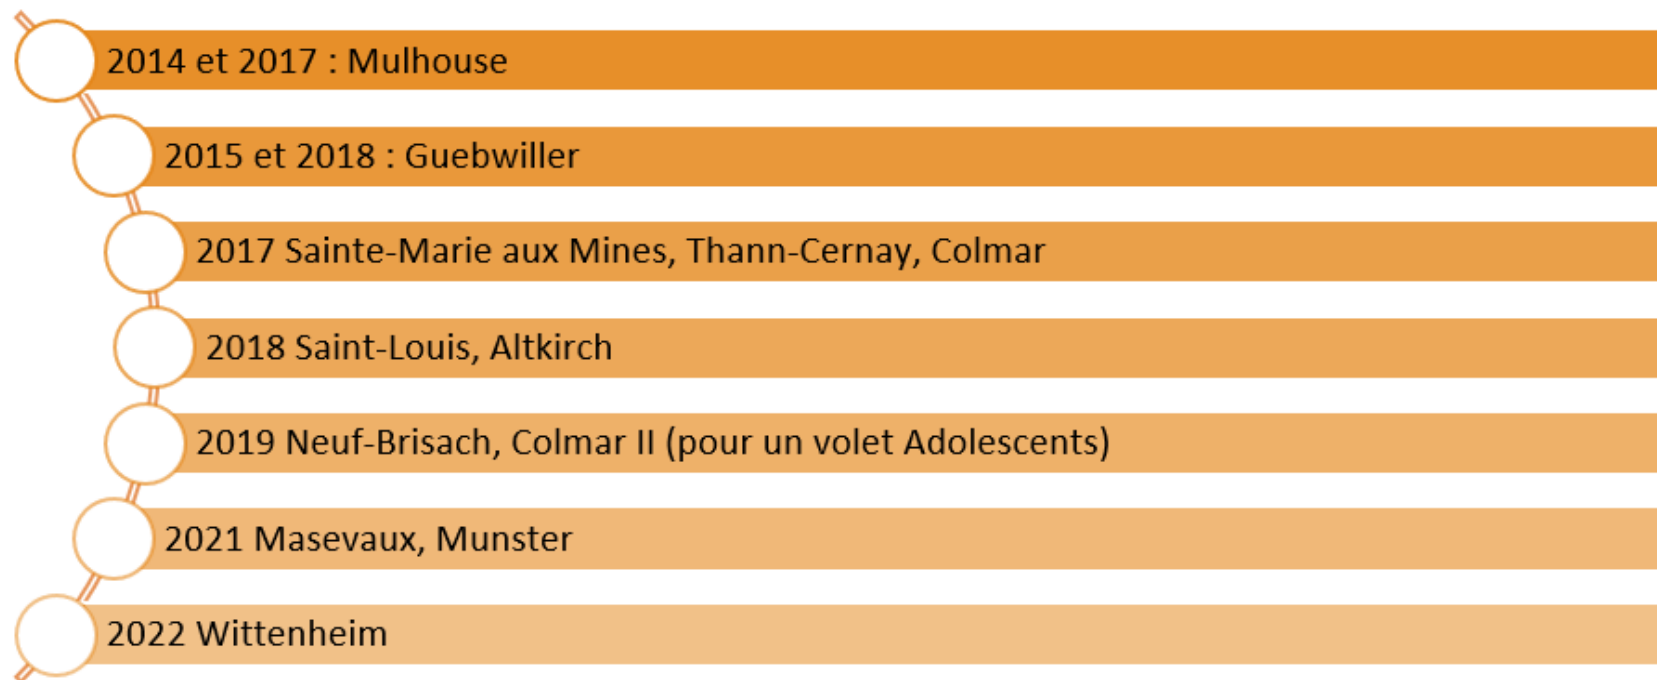 2014 et 2017 : Mulhouse
2015 et 2018 : Guebwiller
2017 Sainte-Marie aux Mines, Thann-Cernay, Colmar
2018 Saint-Louis, Altkirch
2019 Neuf-Brisach, Colmar II (pour un volet Adolescents)
2021 Masevaux, Munster
2022 Wittenheim